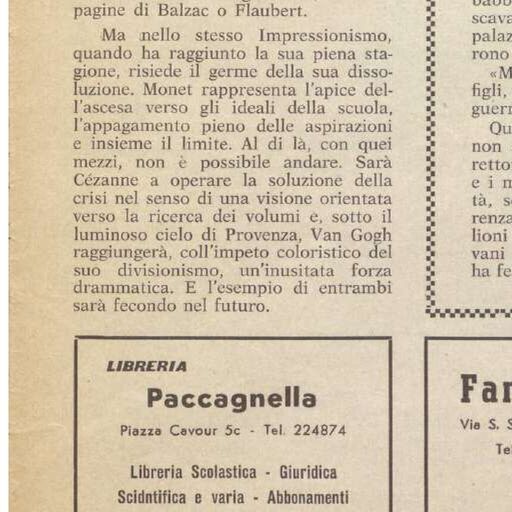 pagine di Balzac o Flaubert.
Ma nello stesso Impressionismo,
quando ha raggiunto la sua piena sta-
gione, risiede il germe della sua disso-
luzione. Monet rappresenta l'apice del-
l'ascesa verso gli ideali della scuola,
l'appagamento pieno delle aspirazioni
e insieme il limite. Al di là, con quei
mezzi, non è possibile andare. Sarà
Cézanne a operare la soluzione della
crisi nel senso di una visione orientata
verso la ricerca dei volumi e, sotto il
luminoso cielo di Provenza, Van Gogh
raggiungerà, coll'impeto coloristico del
suo divisionismo, un'inusitata forza
drammatica. E l'esempio di entrambi
sarà fecondo nel futuro.
LIBRERIA
Paccagnella
Piazza Cavour 5c - Tel. 224874
Libreria Scolastica - Giuridica
Scidntifica e varia - Abbonamenti
scava
palaz
rono
«M
figli,
guerr
Qu
non
retto
e i m
tà, s
renza
lioni
vani
ha fe
Fan
Via S. S
Te